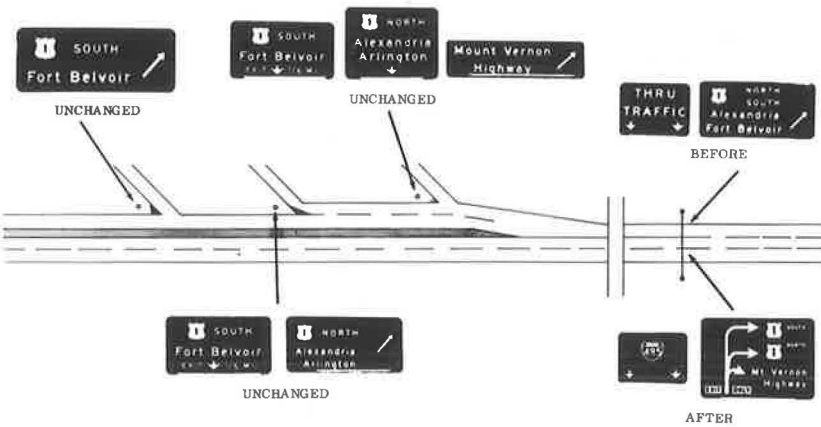 1 SOUTH
Fort Belvoir
UNCHANGED
1 SOUTH
Fort Belvoir
1 NORTH
Alexandria
Arlington
Mount Vernon
Highway
UNCHANGED
THRU
TRAFFIC
1 NORTH
SOUTH
Alexandria
Fort Belvoir
BEFORE
1 SOUTH
Fort Belvoir
1 NORTH
Alexandria
Arlington
UNCHANGED
495
1 SOUTH
1 NORTH
Mt. Vernon
Highway
EXIT ONLY
AFTER